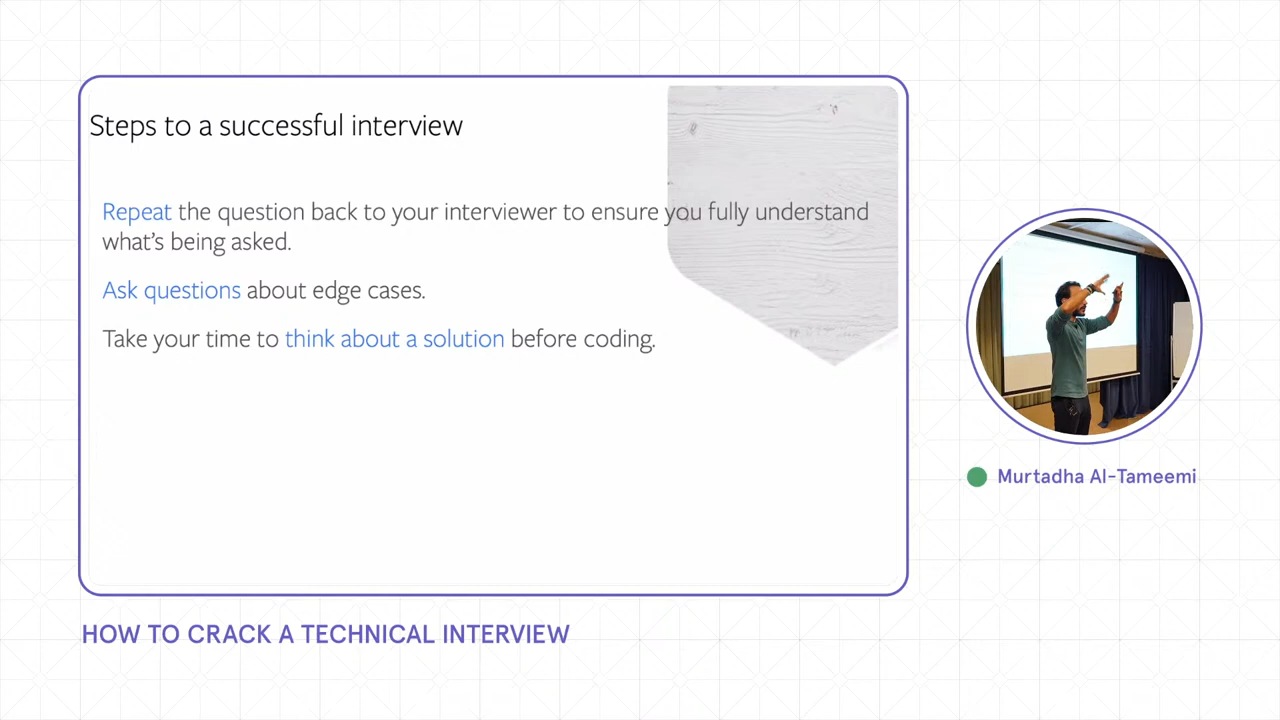 Steps to a successful interview
Repeat the question back to your interviewer to ensure you fully understand
what’s being asked.
Ask questions about edge cases.
Take your time to think about a solution before coding.
Murtadha Al-Tameemi
HOW TO CRACK A TECHNICAL INTERVIEW